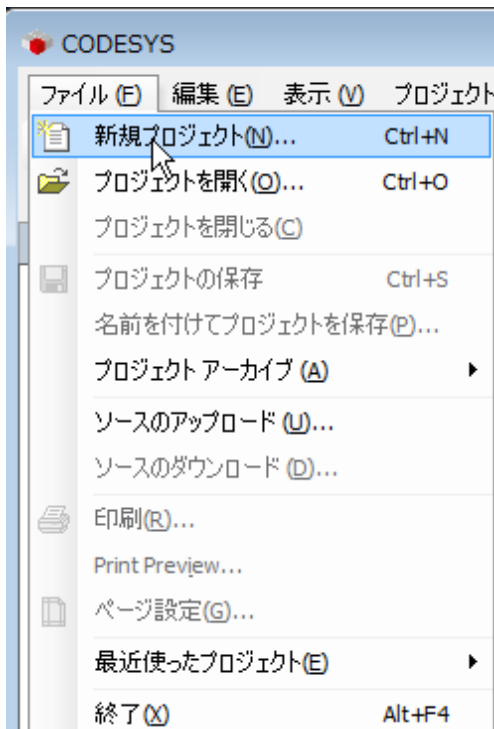 CODESYS
ファイル(F) 編集(E) 表示(V) プロジェクト
新規プロジェクト(N)... Ctrl+N
プロジェクトを開く(O)... Ctrl+O
プロジェクトを閉じる(C)
プロジェクトの保存 Ctrl+S
名前を付けてプロジェクトを保存(P)...
プロジェクト アーカイブ (A)
ソースのアップロード (U)...
ソースのダウンロード (D)...
印刷(R)...
Print Preview...
ページ設定(G)...
最近使ったプロジェクト(E)
終了(X) Alt+F4